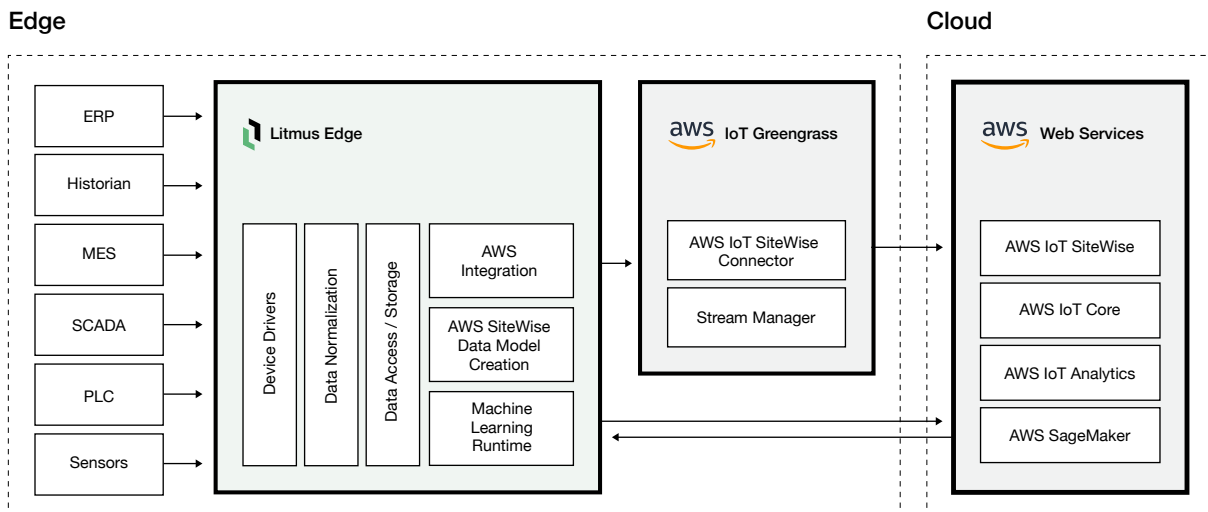 Edge
Cloud
ERP
Historian
MES
SCADA
PLC
Sensors
Litmus Edge
Device Drivers
Data Normalization
Data Access / Storage
AWS
Integration
AWS SiteWise
Data Model
Creation
Machine
Learning
Runtime
aws IoT Greengrass
AWS IoT SiteWise
Connector
Stream Manager
aws Web Services
AWS IoT SiteWise
AWS IoT Core
AWS IoT Analytics
AWS SageMaker